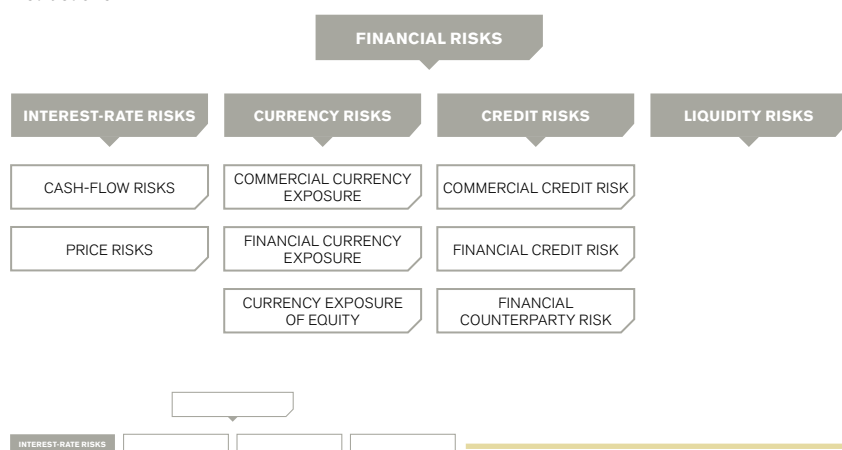 FINANCIAL RISKS
INTEREST-RATE RISKS
CURRENCY RISKS
CREDIT RISKS
LIQUIDITY RISKS
CASH-FLOW RISKS
COMMERCIAL CURRENCY
EXPOSURE
COMMERCIAL CREDIT RISK
PRICE RISKS
FINANCIAL CURRENCY
EXPOSURE
FINANCIAL CREDIT RISK
CURRENCY EXPOSURE
OF EQUITY
FINANCIAL
COUNTERPARTY RISK
INTEREST-RATE RISKS